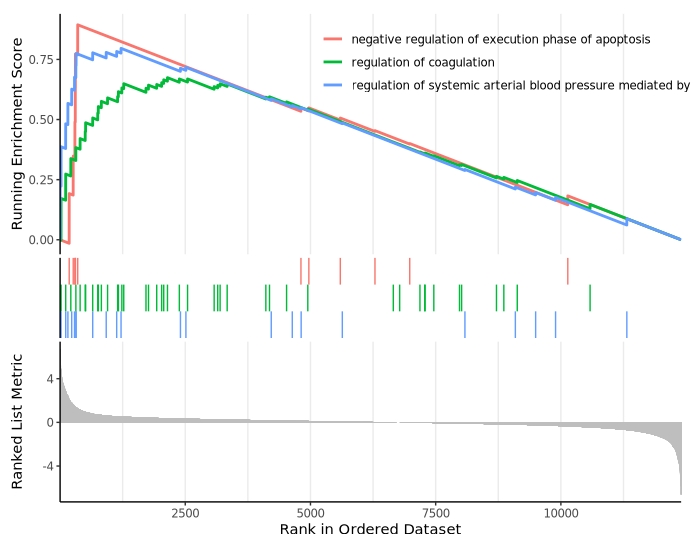 Running Enrichment Score
0.75
0.50
0.25
0.00
negative regulation of execution phase of apoptosis
regulation of coagulation
regulation of systemic arterial blood pressure mediated by
Ranked List Metric
4
0
-4
2500 5000 7500 10000
Rank in Ordered Dataset